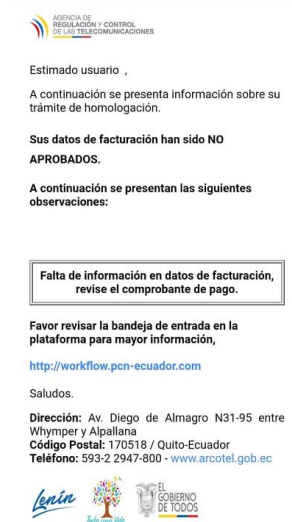 AGENCIA DE
REGULACIÓN Y CONTROL
DE LAS TELECOMUNICACIONES
Estimado usuario ,
A continuación se presenta información sobre su
trámite de homologación.
Sus datos de facturación han sido NO
APROBADOS.
A continuación se presentan las siguientes
observaciones:
Falta de información en datos de facturación,
revise el comprobante de pago.
Favor revisar la bandeja de entrada en la
plataforma para mayor información,
http://workflow.pcn-ecuador.com
Saludos.
Dirección: Av. Diego de Almagro N31-95 entre
Whymper y Alpallana
Código Postal: 170518 / Quito-Ecuador
Teléfono: 593-2 2947-800 - www.arcotel.gob.ec
Lenín
Toda una Vida
EL
GOBIERNO
DE TODOS